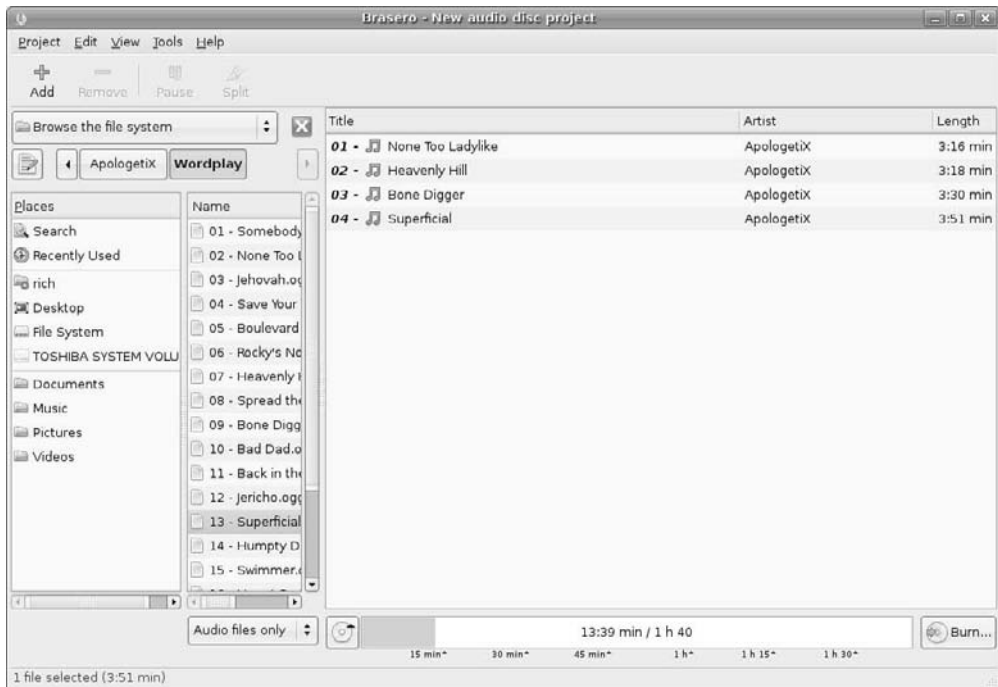 Brasero - New audio disc project
Project Edit View Tools Help
Add Remove Pause Split
Browse the file system
ApologetiX Wordplay
Places
Search
Recently Used
rich
Desktop
File System
TOSHIBA SYSTEM VOLU
Documents
Music
Pictures
Videos
Name
01 - Somebody
02 - None Too
03 - Jehovah.og
04 - Save Your
05 - Boulevard
06 - Rocky's No
07 - Heavenly
08 - Spread the
09 - Bone Digg
10 - Bad Dad.o
11 - Back in the
12 - Jericho.ogg
13 - Superficial
14 - Humpty D
15 - Swimmer.
Audio files only
Title Artist Length
01 - None Too Ladylike ApologetiX 3:16 min
02 - Heavenly Hill ApologetiX 3:18 min
03 - Bone Digger ApologetiX 3:30 min
04 - Superficial ApologetiX 3:51 min
13:39 min / 1 h 40
Burn...
15 min 30 min 45 min 1 h 1 h 15 1 h 30
1 file selected (3:51 min)